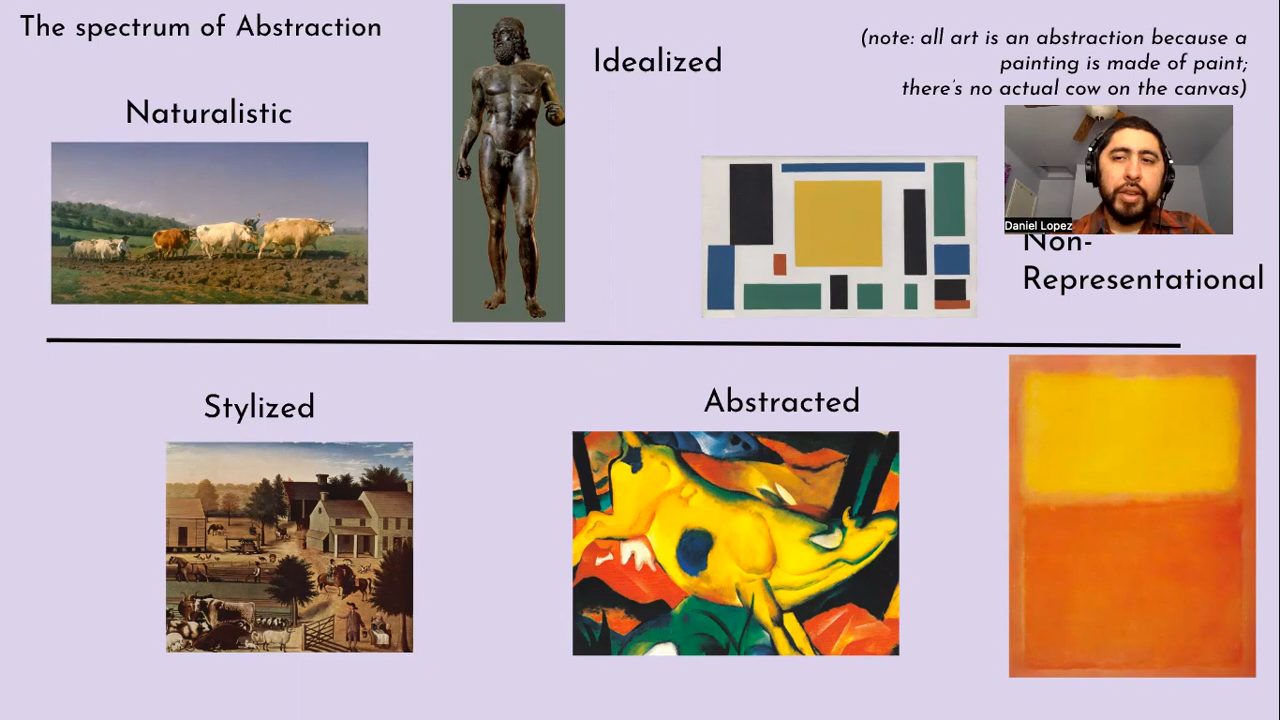 The spectrum of Abstraction
Idealized
(note: all art is an abstraction because a
painting is made of paint;
there's no actual cow on the canvas)
Naturalistic
Daniel Lopez
Non-
Representational
Stylized
Abstracted